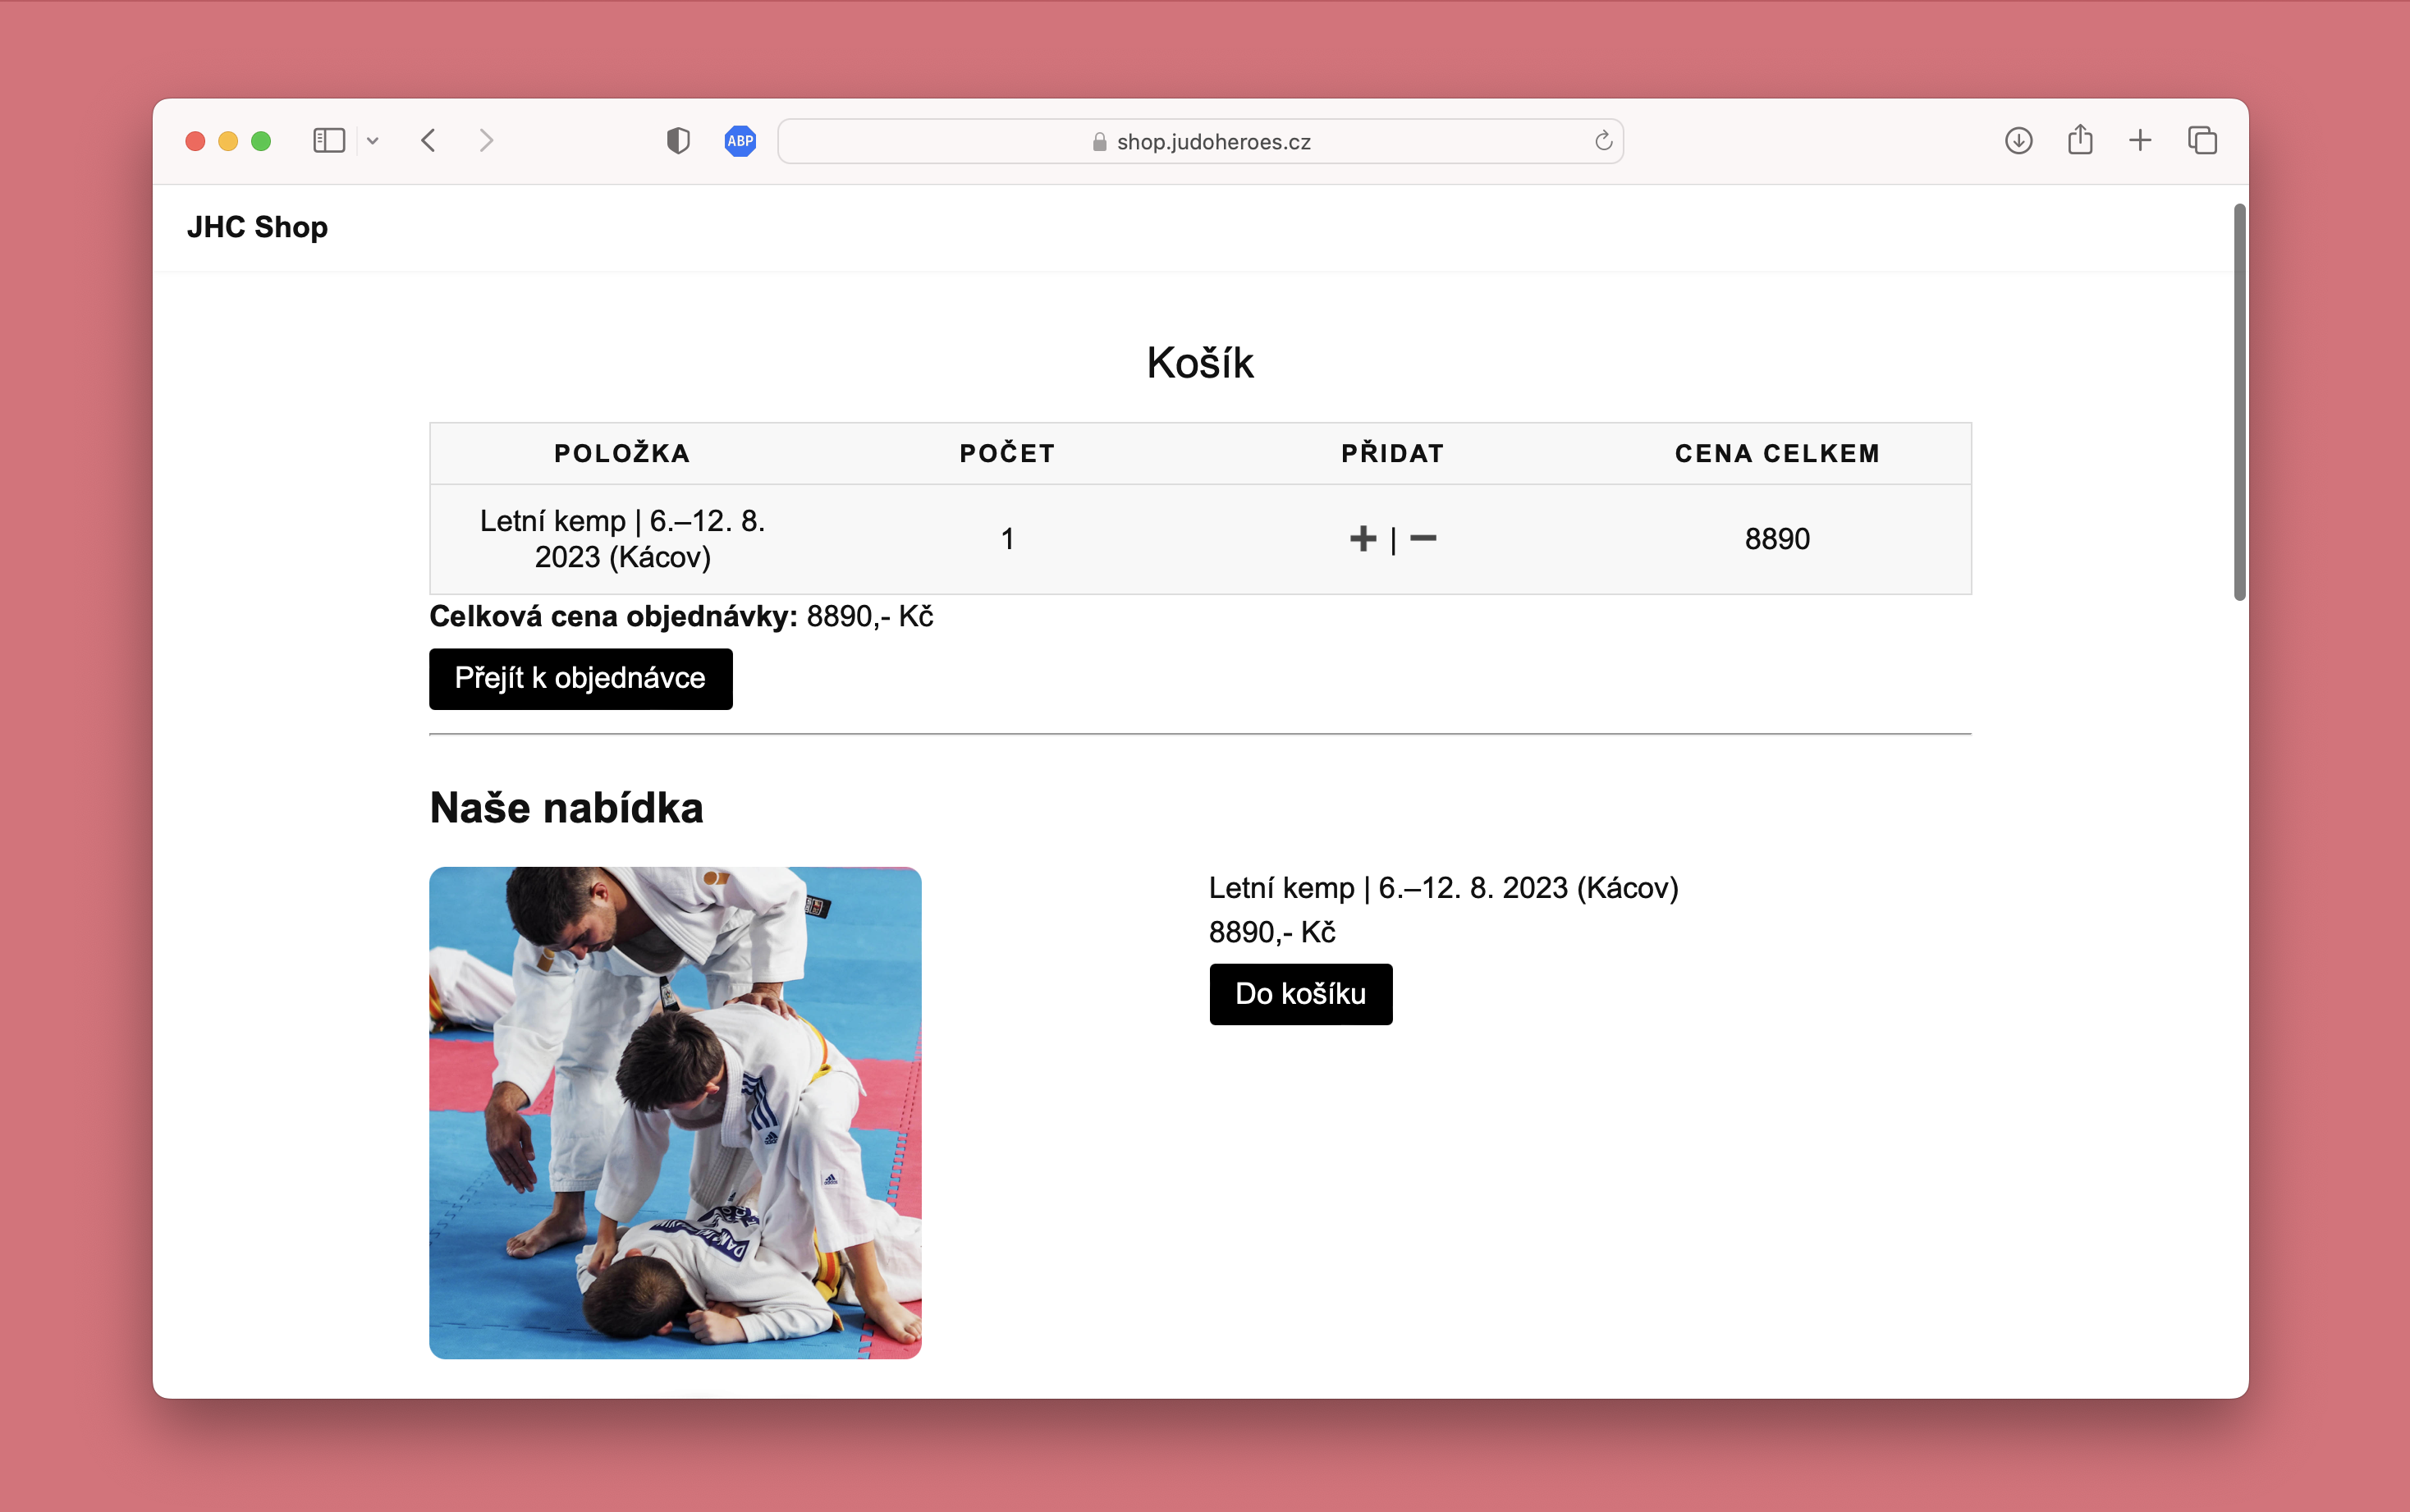 ABP
shop.judoheroes.cz
JHC Shop
Košík
POLOŽKA POČET PŘIDAT CENA CELKEM
Letní kemp | 6.–12. 8.
2023 (Kácov)
1
+ | −
8890
Celková cena objednávky: 8890,- Kč
Přejít k objednávce
Naše nabídka
Letní kemp | 6.–12. 8. 2023 (Kácov)
8890,- Kč
Do košíku